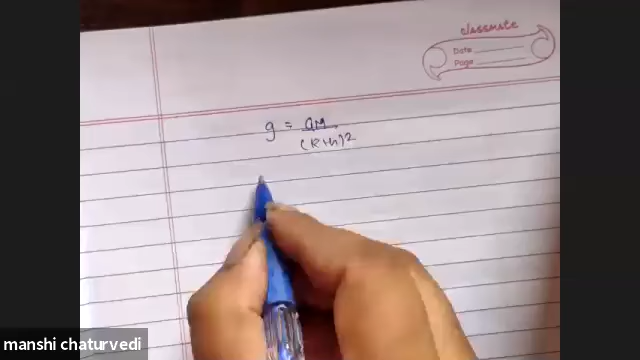 classmate
Date
Page
g = GM
(R+h)2
manshi chaturvedi